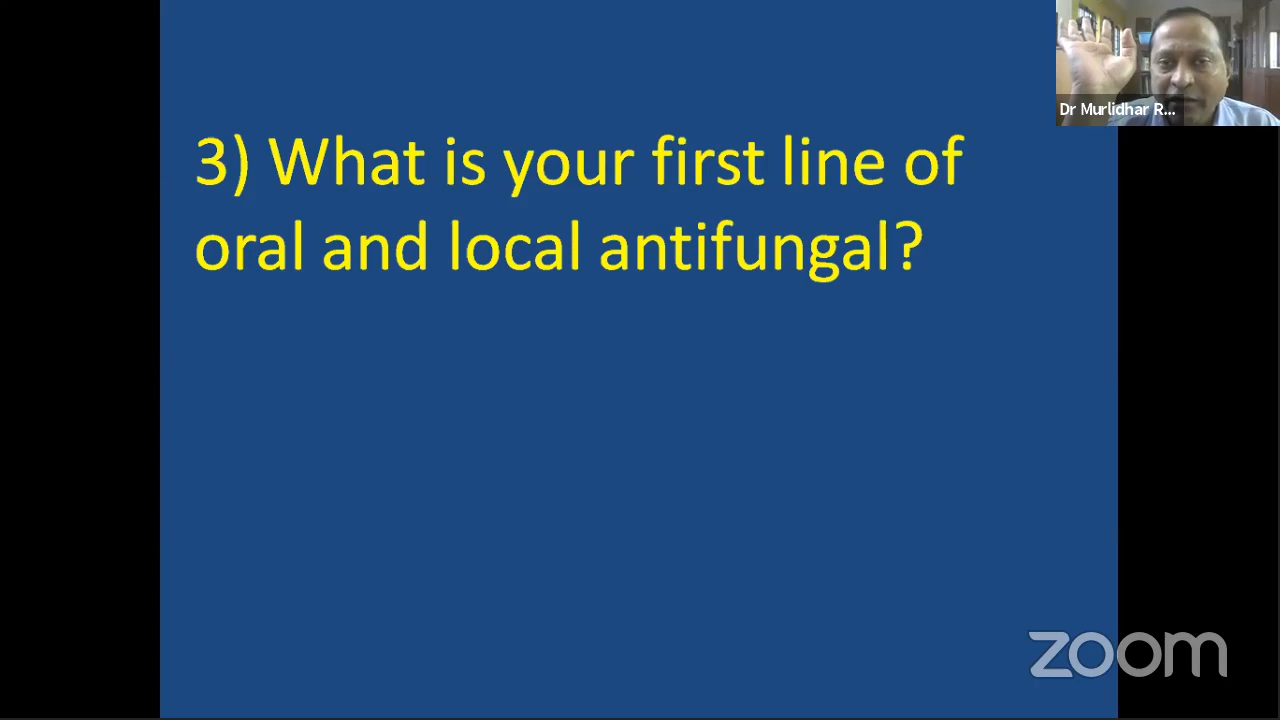 Dr Murlidhar R...
3) What is your first line of
oral and local antifungal?
zoom